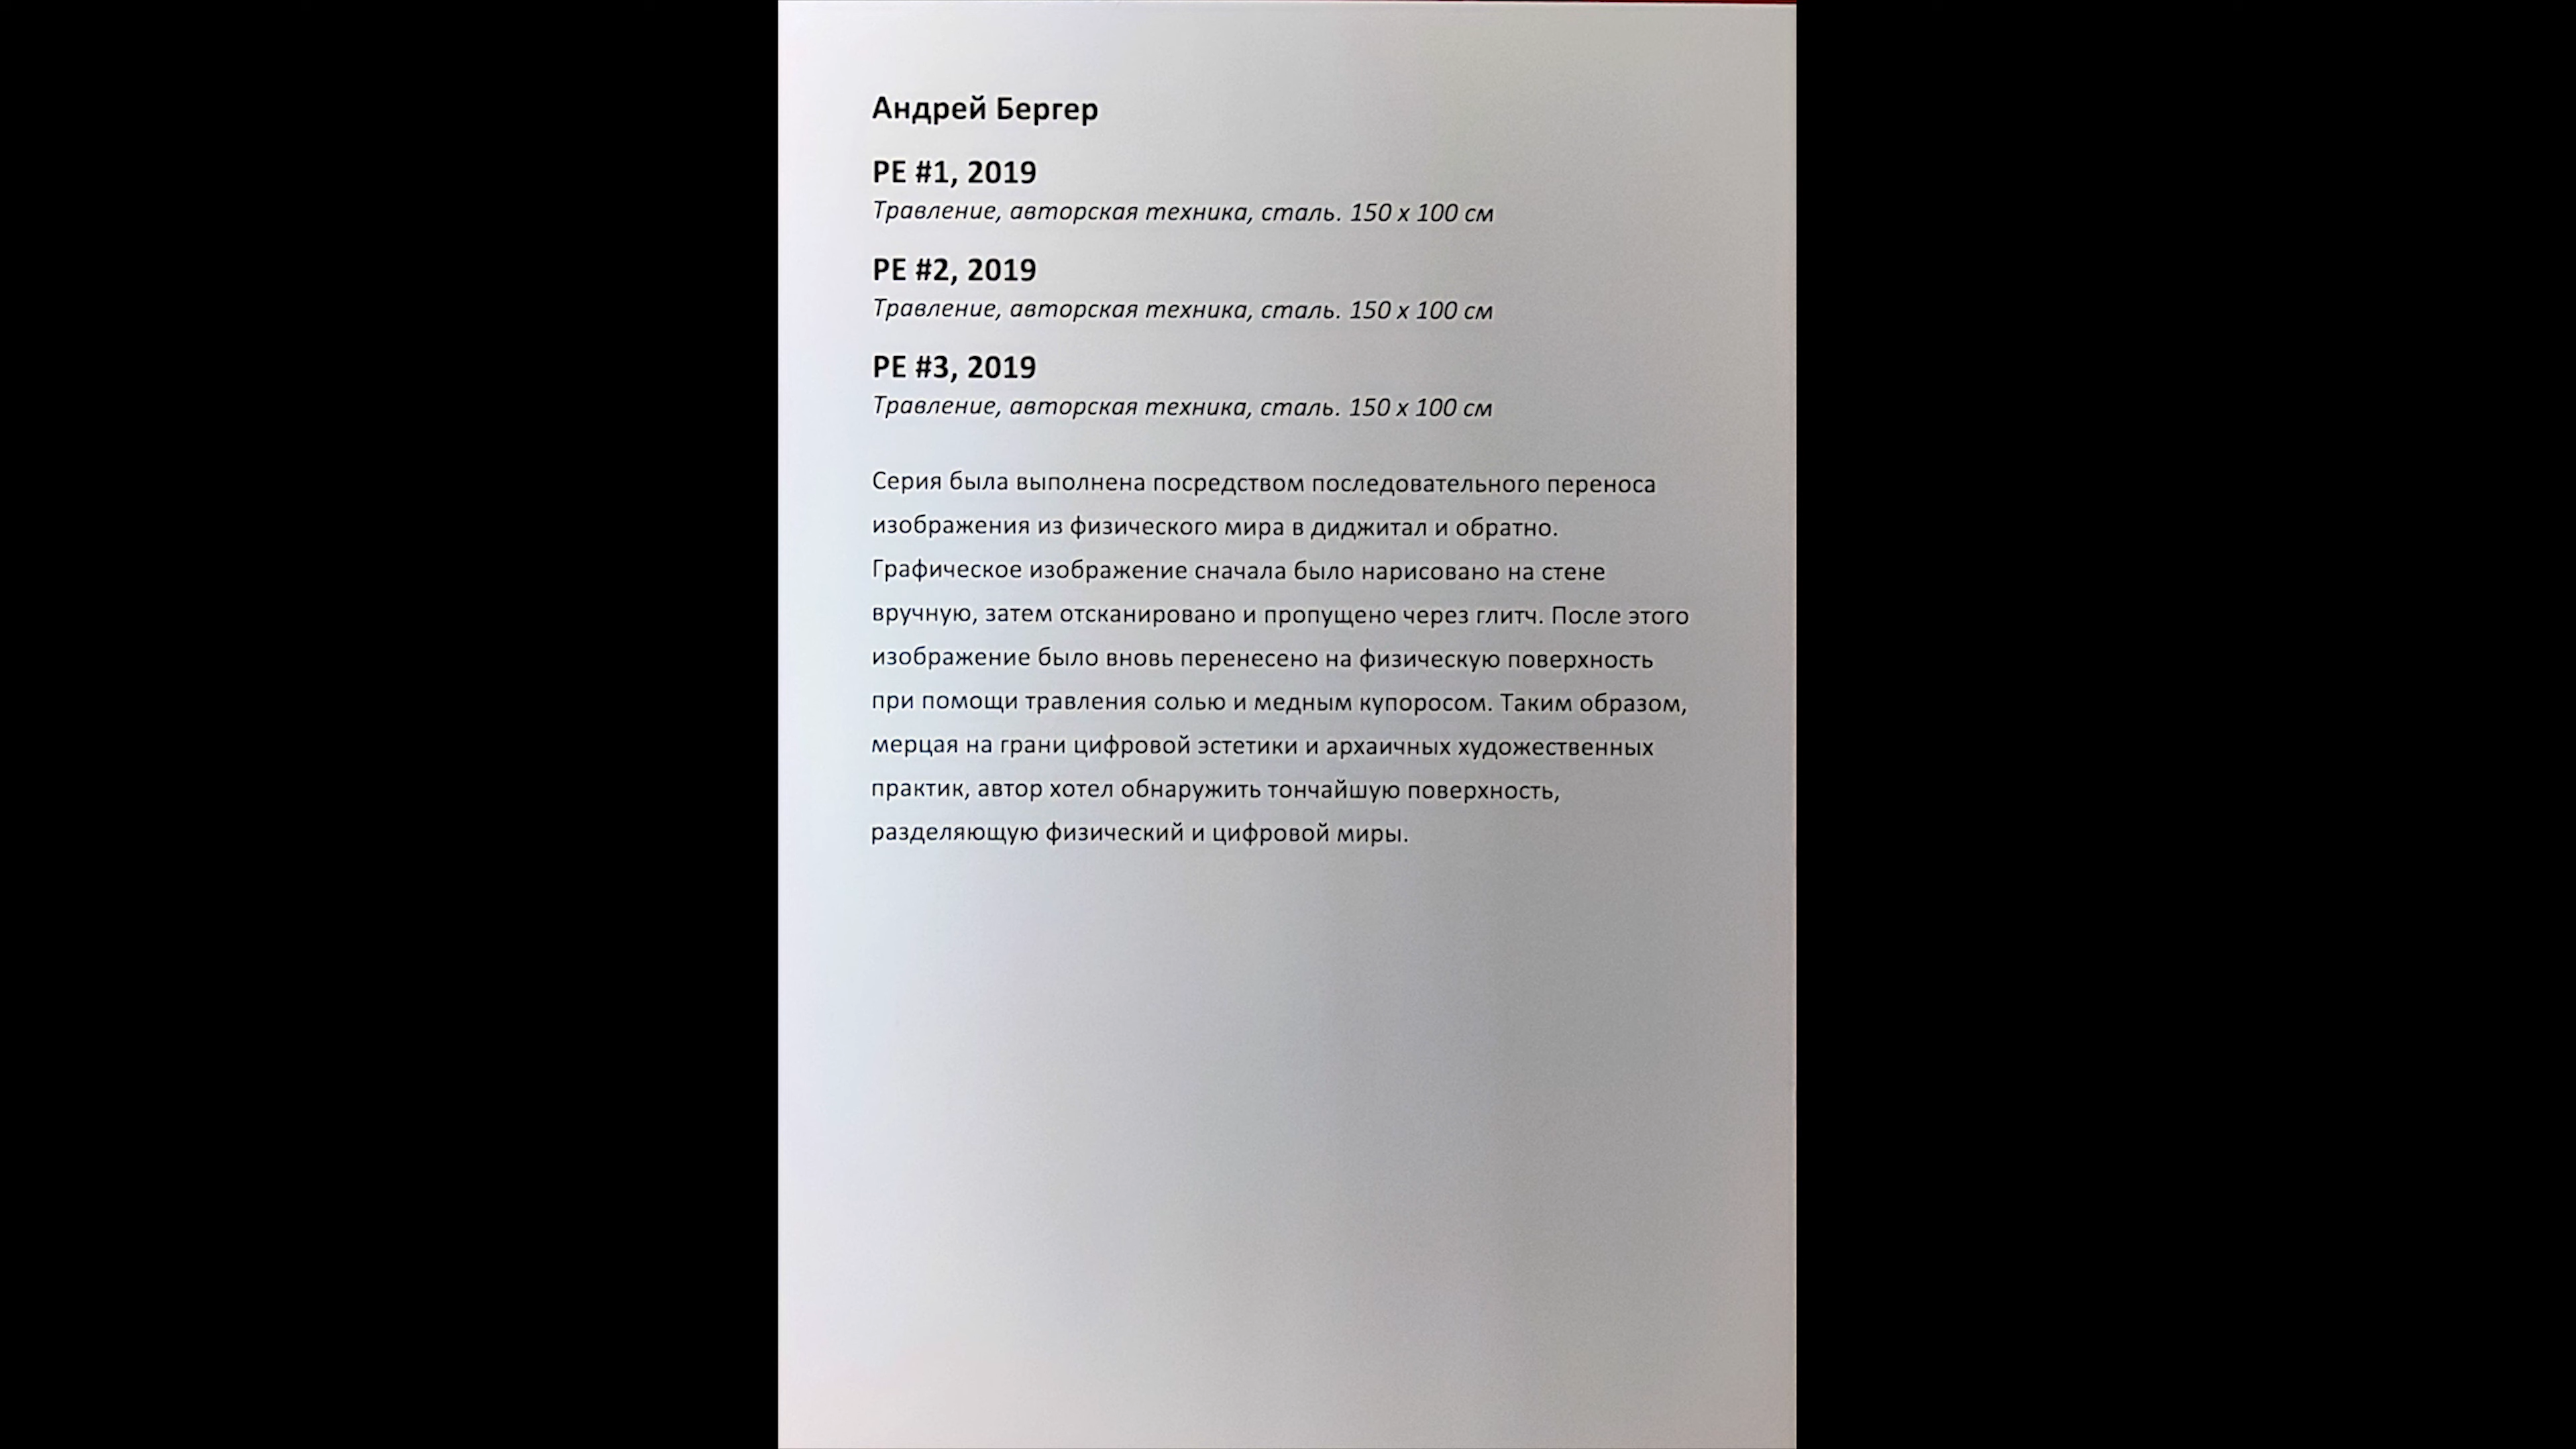 Андрей Бергер
PE #1, 2019
Травление, авторская техника, сталь. 150 x 100 см
PE #2, 2019
Травление, авторская техника, сталь. 150 x 100 см
PE #3, 2019
Травление, авторская техника, сталь. 150 x 100 см
Серия была выполнена посредством последовательного переноса
изображения из физического мира в диджитал и обратно.
Графическое изображение сначала было нарисовано на стене
вручную, затем отсканировано и пропущено через глитч. После этого
изображение было вновь перенесено на физическую поверхность
при помощи травления солью и медным купоросом. Таким образом,
мерцая на грани цифровой эстетики и архаичных художественных
практик, автор хотел обнаружить тончайшую поверхность,
разделяющую физический и цифровой миры.